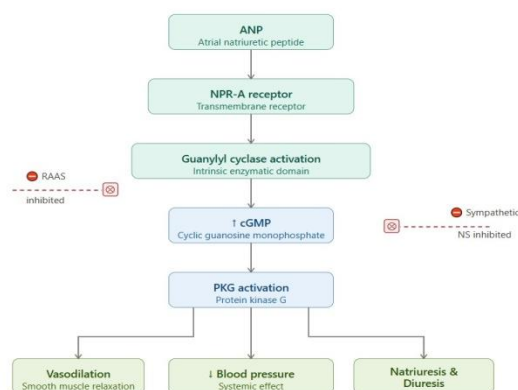 ANP
Atrial natriuretic peptide
NPR-A receptor
Transmembrane receptor
Guanylyl cyclase activation
Intrinsic enzymatic domain
RAAS
inhibited
↑ cGMP
Cyclic guanosine monophosphate
Sympathetic
NS inhibited
PKG activation
Protein kinase G
Vasodilation
Smooth muscle relaxation
↓ Blood pressure
Systemic effect
Natriuresis &
Diuresis